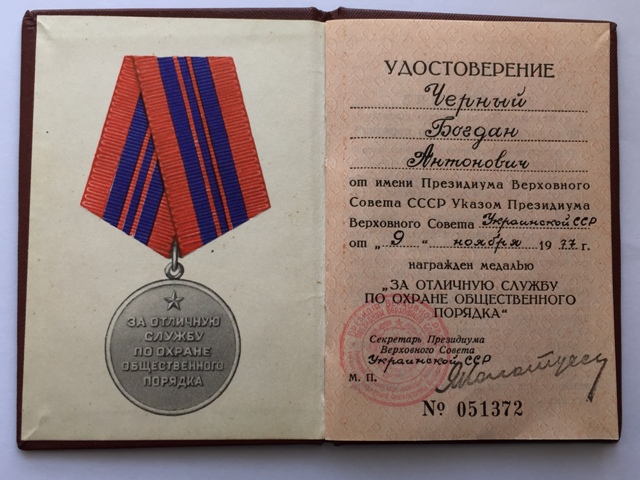 ЗА ОТЛИЧНУЮ
СЛУЖБУ
ПО ОХРАНЕ
ОБЩЕСТВЕННОГО
ПОРЯДКА
УДОСТОВЕРЕНИЕ
Черный
Богдан
Антонович
от имени Президиума Верховного
Совета СССР Указом Президиума
Верховного Совета Украинской ССР
от „ 9 “ ноября 1977 г.
награжден медалью
„ЗА ОТЛИЧНУЮ СЛУЖБУ
ПО ОХРАНЕ ОБЩЕСТВЕННОГО
ПОРЯДКА“
Секретарь Президиума
Верховного Совета
Украинской ССР
М. П.
№ 051372